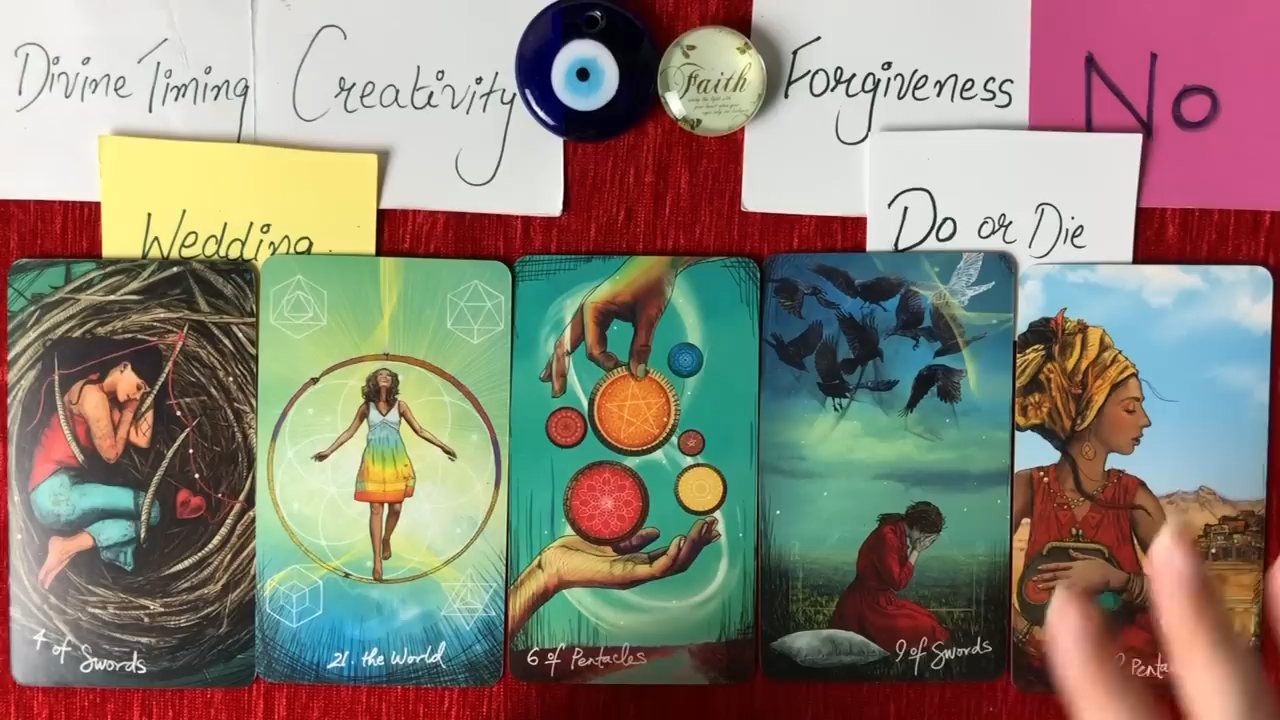 Divine Timing
Creativity
Faith
Forgiveness
No
Wedding
Do or Die
4 of Swords
21. the World
6 of Pentacles
9 of Swords